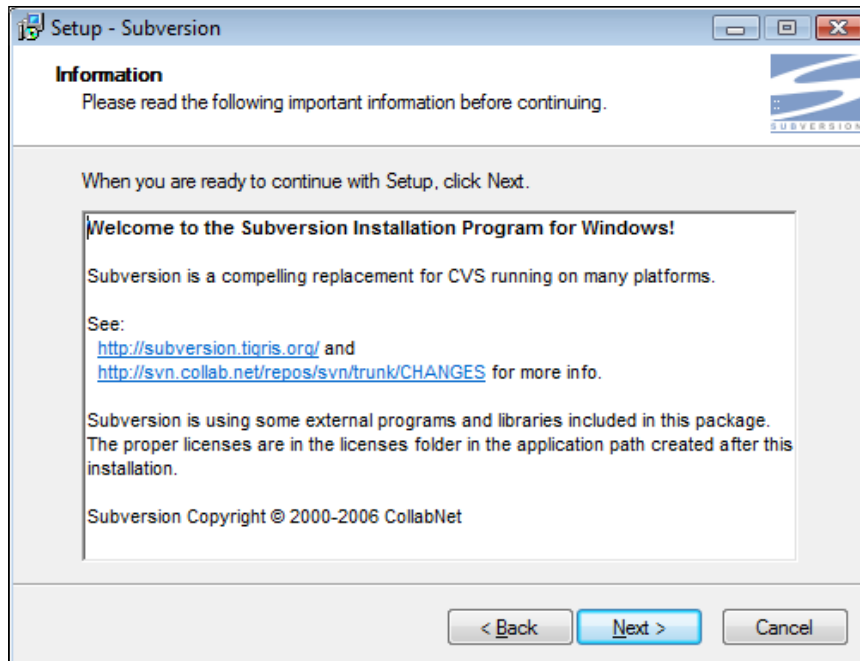 Setup - Subversion
Information
Please read the following important information before continuing.
SUBVERSION
When you are ready to continue with Setup, click Next.
Welcome to the Subversion Installation Program for Windows!
Subversion is a compelling replacement for CVS running on many platforms.
See:
http://subversion.tigris.org/ and
http://svn.collab.net/repos/svn/trunk/CHANGES for more info.
Subversion is using some external programs and libraries included in this package.
The proper licenses are in the licenses folder in the application path created after this
installation.
Subversion Copyright © 2000-2006 CollabNet
< Back Next > Cancel